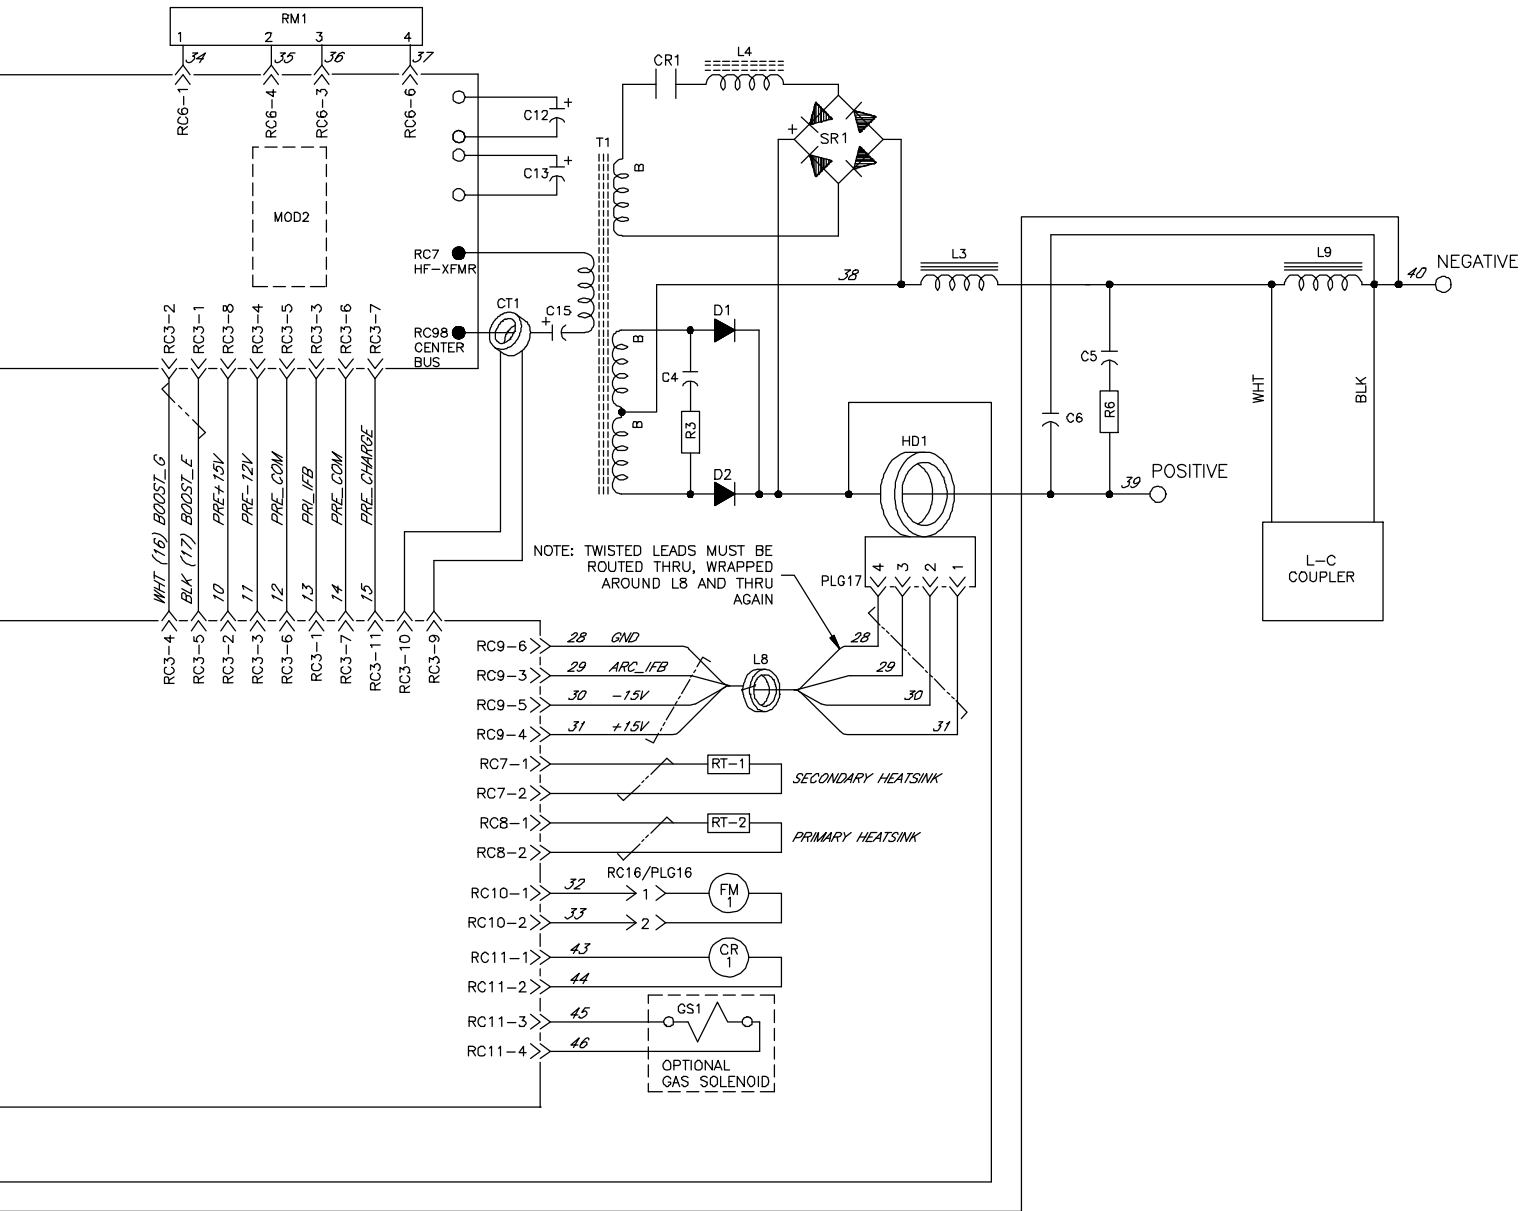 RM1
1 2 3 4
34 35 36 37
RC6-1 RC6-4 RC6-3 RC6-6
MOD2
C12 +
C13 +
RC7
HF-XFMR
RC98
CENTER
BUS
CT1
+ C15
T1
B
B
B
CR1
L4
+ SR1
38
L3
L9
40 NEGATIVE
D1
C4
R3
D2
C5
R6
C6
HD1
39 POSITIVE
WHT
BLK
L-C
COUPLER
RC3-2 RC3-1 RC3-8 RC3-4 RC3-5 RC3-3 RC3-6 RC3-7
WHT (16) BOOST_G
BLK (17) BOOST_E
10 PRE+15V
11 PRE-12V
12 PRE_COM
13 PRI_IFB
14 PRE_COM
15 PRE_CHARGE
RC3-4 RC3-5 RC3-2 RC3-3 RC3-6 RC3-1 RC3-7 RC3-11 RC3-10 RC3-9
NOTE: TWISTED LEADS MUST BE
ROUTED THRU, WRAPPED
AROUND L8 AND THRU
AGAIN
PLG17
4 3 2 1
RC9-6 28 GND
RC9-3 29 ARC_IFB
RC9-5 30 -15V
RC9-4 31 +15V
L8
28
29
30
31
RC7-1 RT-1
RC7-2
SECONDARY HEATSINK
RC8-1 RT-2
RC8-2
PRIMARY HEATSINK
RC16/PLG16
RC10-1 32 1
FM
1
RC10-2 33 2
RC11-1 43
CR
1
RC11-2 44
RC11-3 45 GS1
RC11-4 46
OPTIONAL
GAS SOLENOID